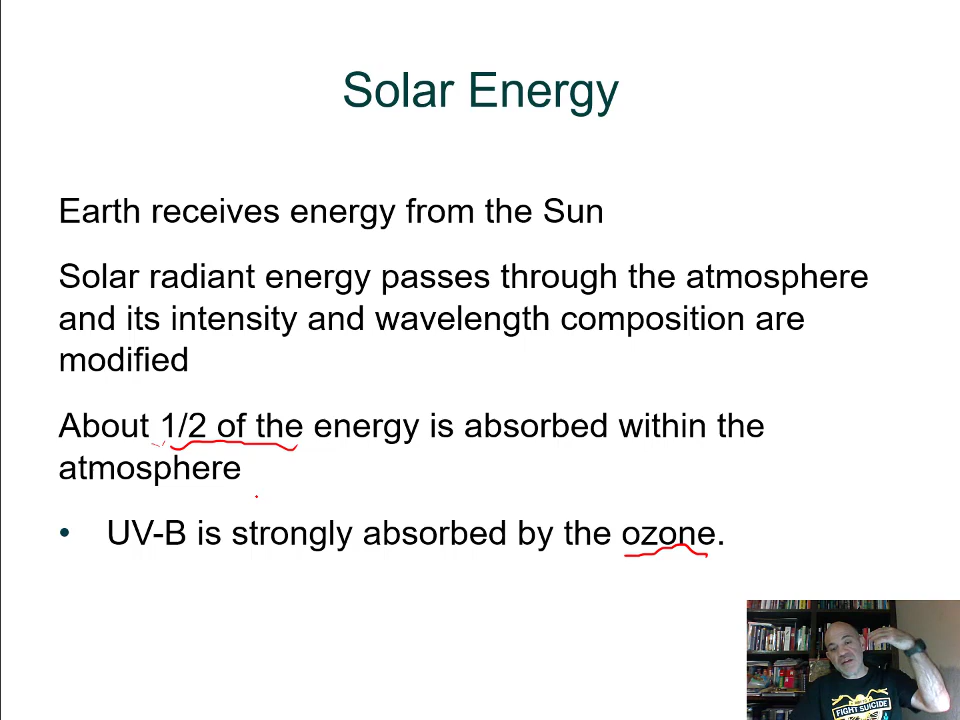 Solar Energy
Earth receives energy from the Sun
Solar radiant energy passes through the atmosphere
and its intensity and wavelength composition are
modified
About 1/2 of the energy is absorbed within the
atmosphere
• UV-B is strongly absorbed by the ozone.
FIGHT SUICIDE